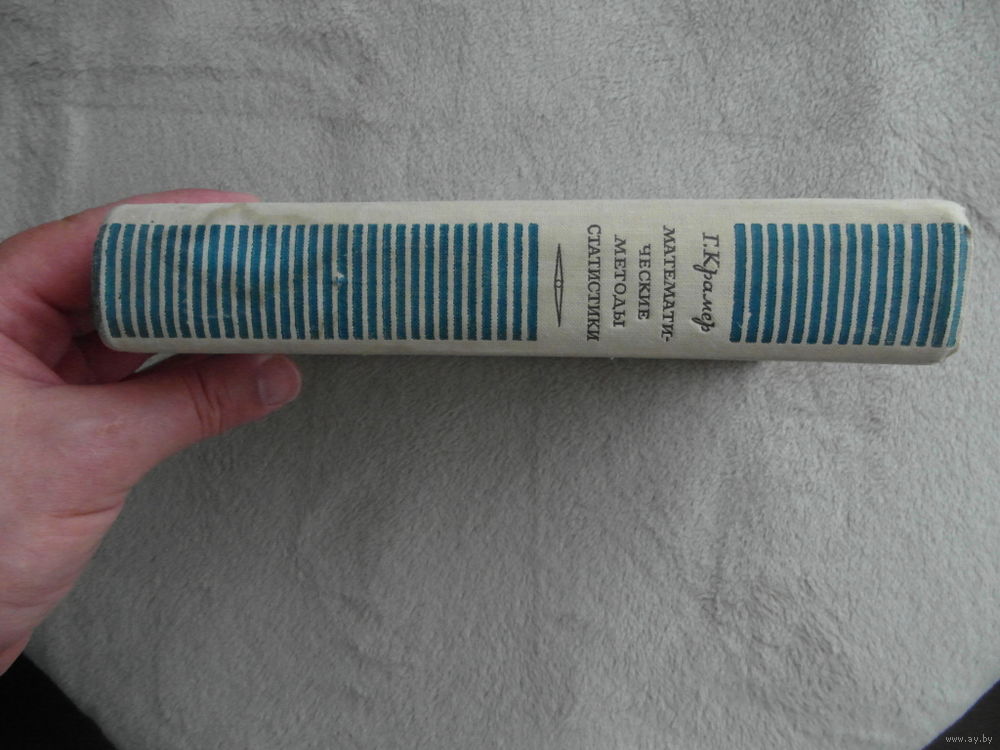 Г. Крамер
МАТЕМАТИ-
ЧЕСКИЕ
МЕТОДЫ
СТАТИСТИКИ
www.ay.by